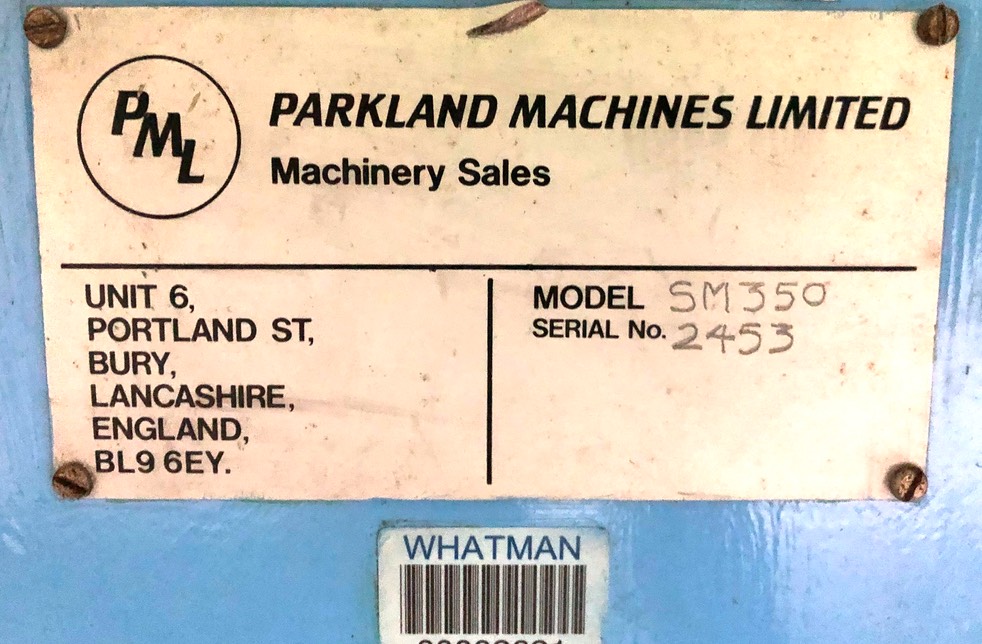 PML
PARKLAND MACHINES LIMITED
Machinery Sales
UNIT 6,
PORTLAND ST,
BURY,
LANCASHIRE,
ENGLAND,
BL9 6EY.
MODEL SM350
SERIAL No. 2453
WHATMAN